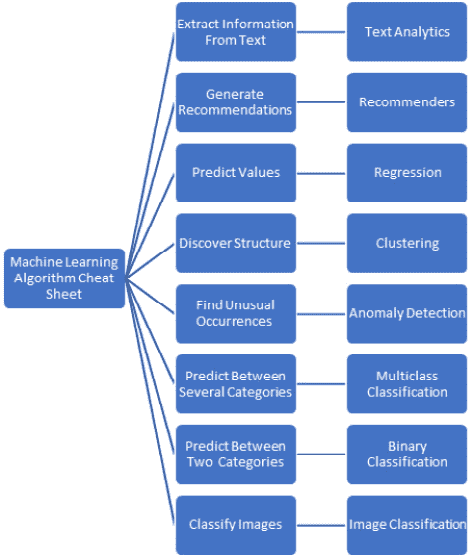 Extract Information
From Text
Text Analytics
Generate
Recommendations
Recommenders
Predict Values
Regression
Discover Structure
Clustering
Machine Learning
Algorithm Cheat
Sheet
Find Unusual
Occurrences
Anomaly Detection
Predict Between
Several Categories
Multiclass
Classification
Predict Between
Two Categories
Binary
Classification
Classify Images
Image Classification